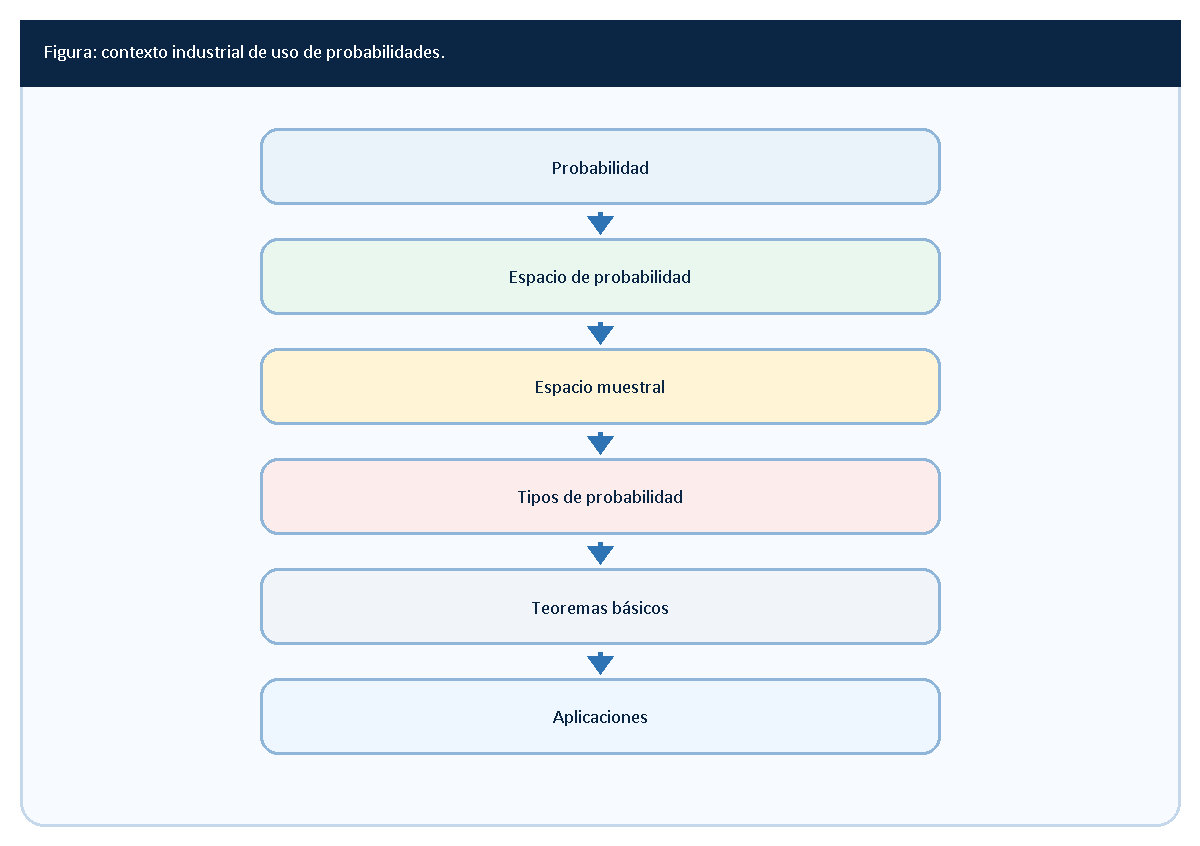 Figura: contexto industrial de uso de probabilidades.
Probabilidad
Espacio de probabilidad
Espacio muestral
Tipos de probabilidad
Teoremas básicos
Aplicaciones